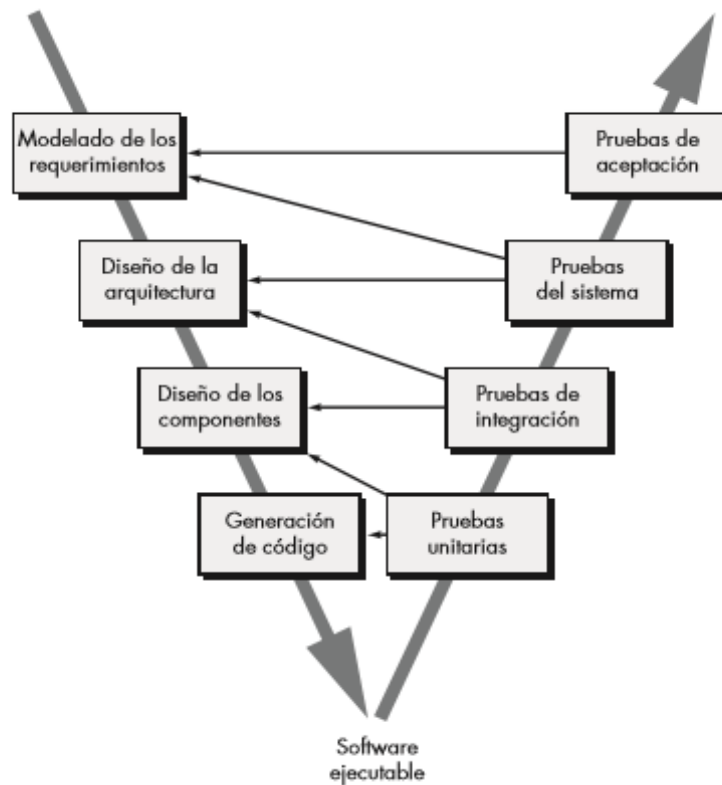 Modelado de los
requerimientos
Pruebas de
aceptación
Diseño de la
arquitectura
Pruebas
del sistema
Diseño de los
componentes
Pruebas de
integración
Generación
de código
Pruebas
unitarias
Software
ejecutable